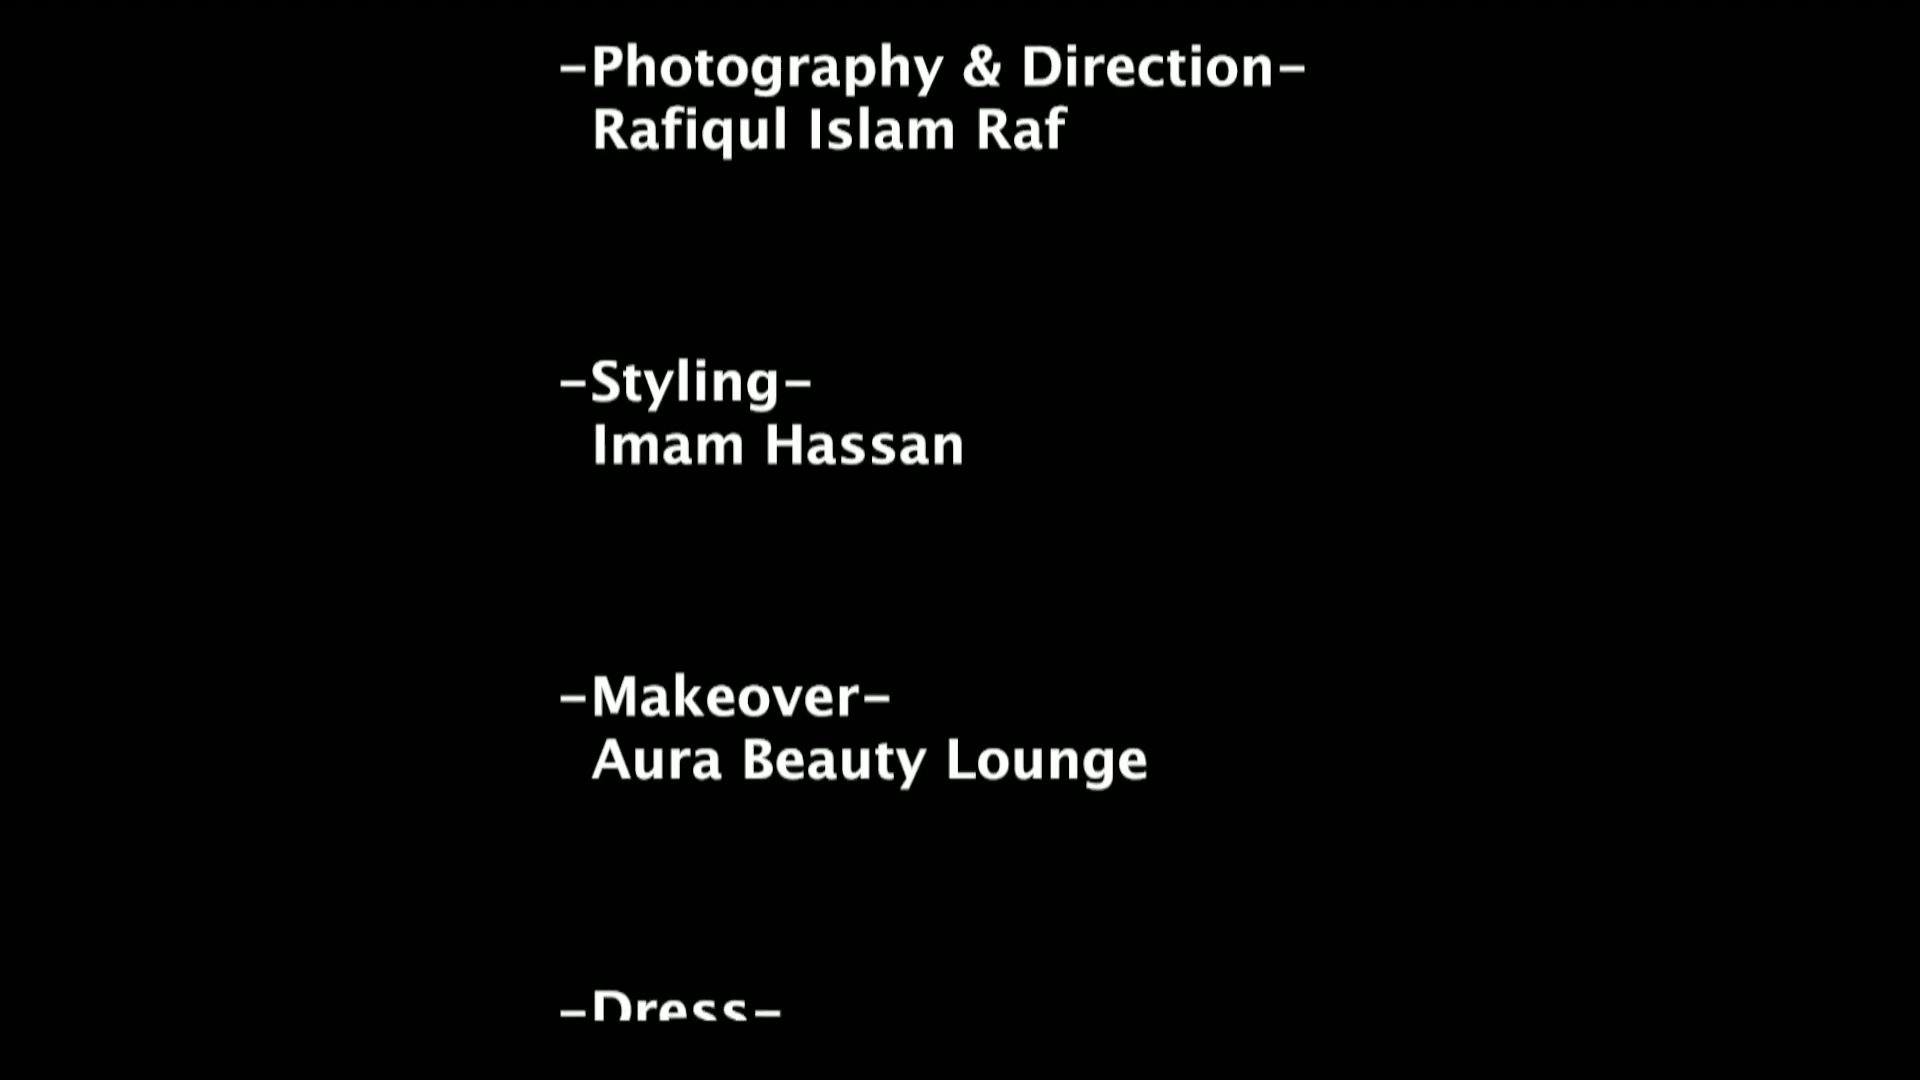 -Photography & Direction-
Rafiqul Islam Raf
-Styling-
Imam Hassan
-Makeover-
Aura Beauty Lounge
-Dress-